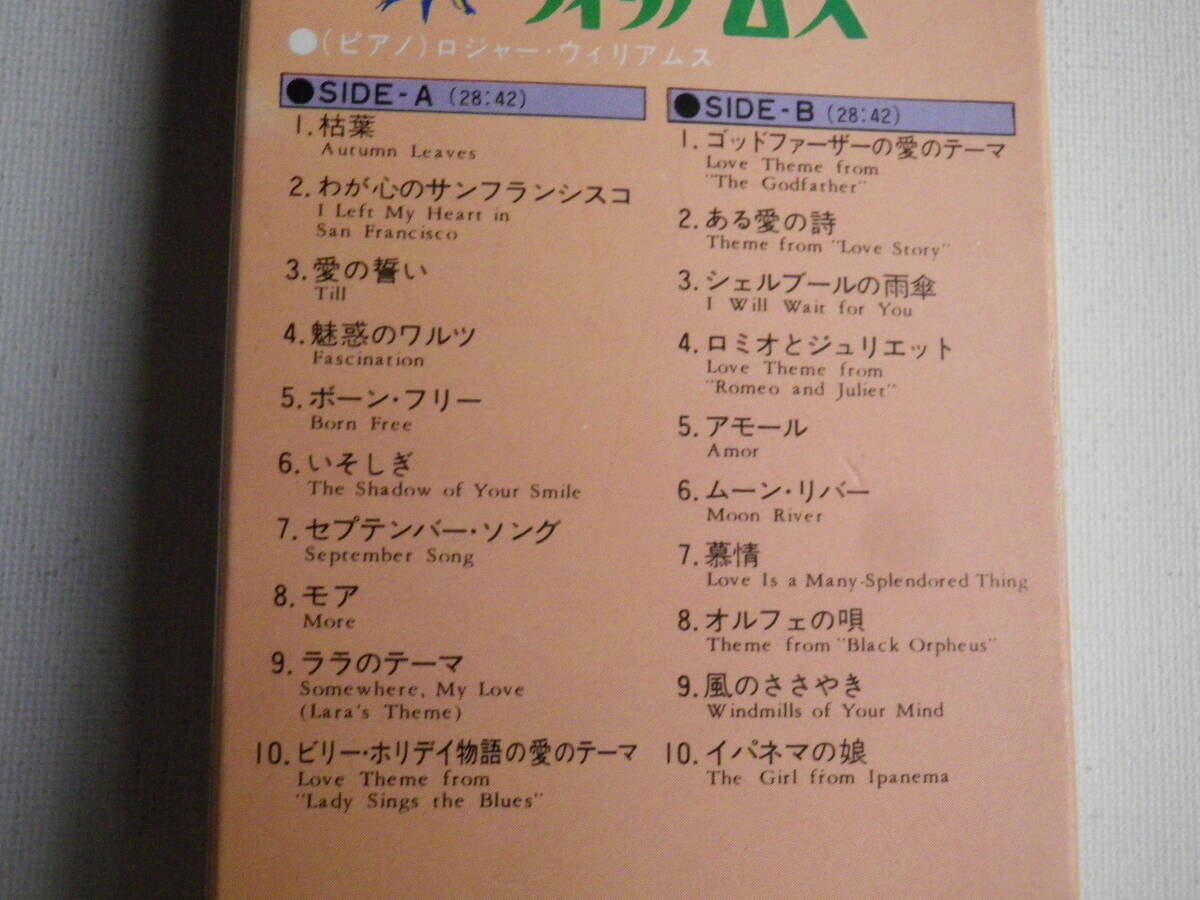 ●(ピアノ)ロジャー・ウィリアムス
●SIDE-A (28:42)
1.枯葉
Autumn Leaves
2.わが心のサンフランシスコ
I Left My Heart in
San Francisco
3.愛の誓い
Till
4.魅惑のワルツ
Fascination
5.ボーン・フリー
Born Free
6.いそしぎ
The Shadow of Your Smile
7.セプテンバー・ソング
September Song
8.モア
More
9.ララのテーマ
Somewhere, My Love
(Lara's Theme)
10.ビリー・ホリデイ物語の愛のテーマ
Love Theme from
"Lady Sings the Blues"
●SIDE-B (28:42)
1.ゴッドファーザーの愛のテーマ
Love Theme from
"The Godfather"
2.ある愛の詩
Theme from "Love Story"
3.シェルブールの雨傘
I Will Wait for You
4.ロミオとジュリエット
Love Theme from
"Romeo and Juliet"
5.アモール
Amor
6.ムーン・リバー
Moon River
7.慕情
Love Is a Many-Splendored Thing
8.オルフェの唄
Theme from "Black Orpheus"
9.風のささやき
Windmills of Your Mind
10.イパネマの娘
The Girl from Ipanema